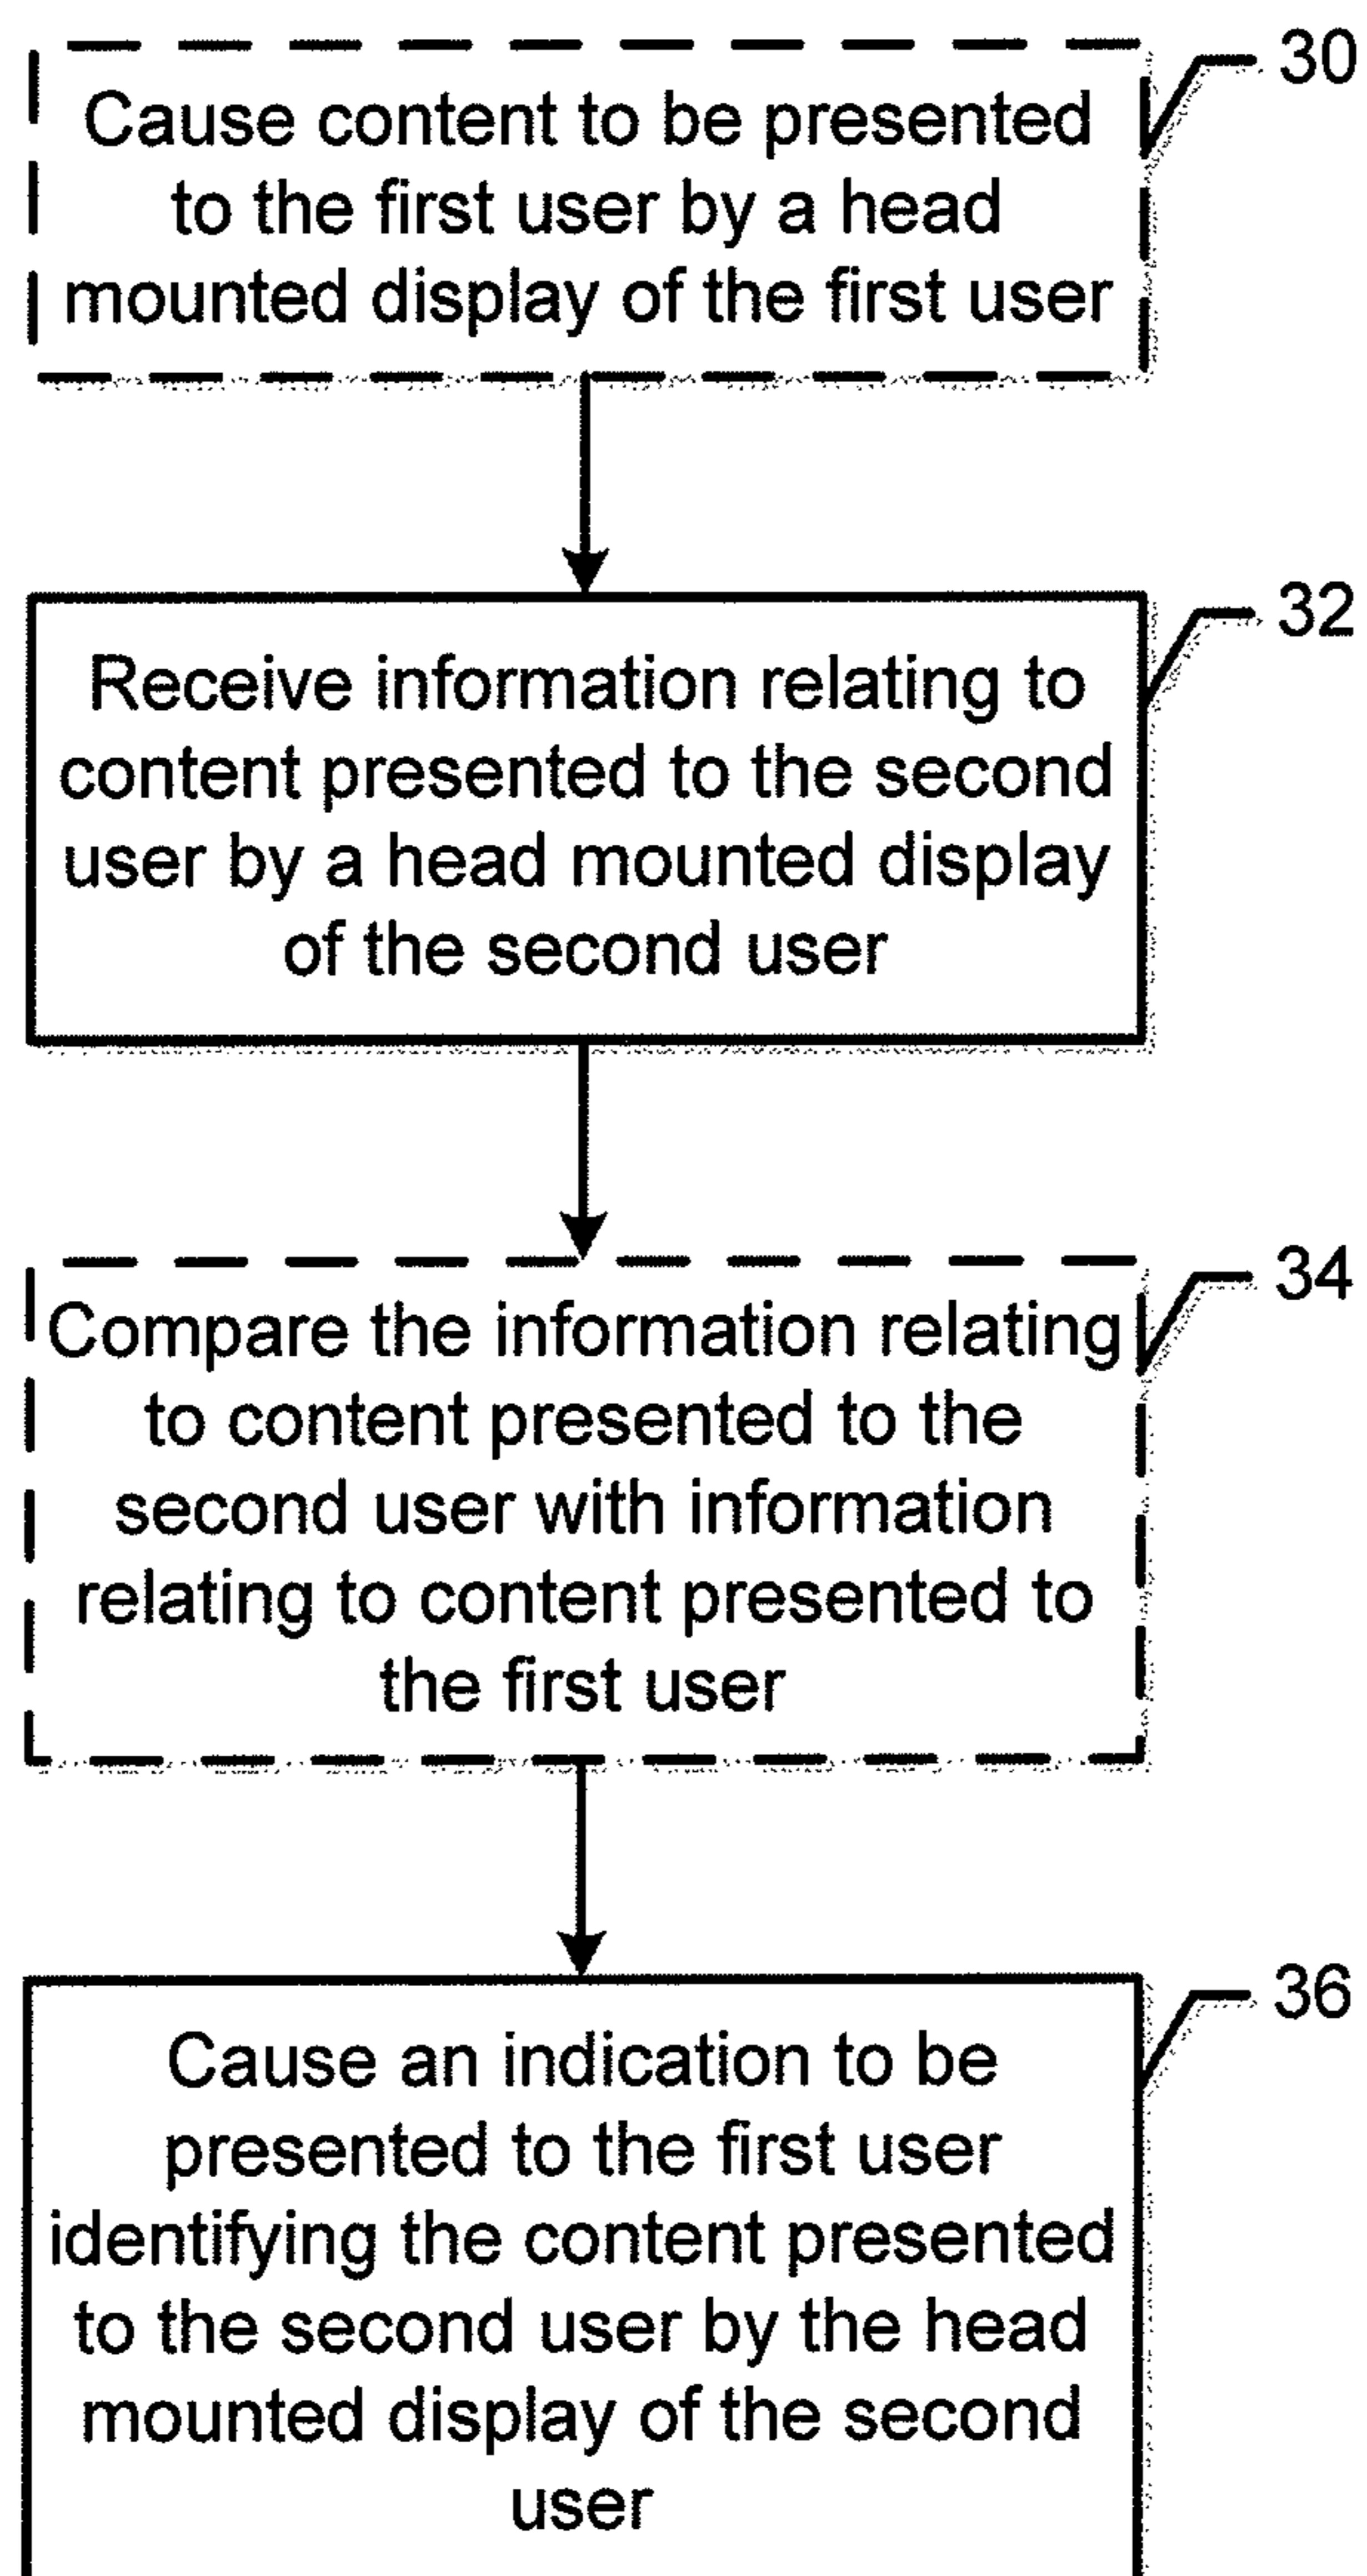 30
Cause content to be presented
to the first user by a head
mounted display of the first user
32
Receive information relating to
content presented to the second
user by a head mounted display
of the second user
34
Compare the information relating
to content presented to the
second user with information
relating to content presented to
the first user
36
Cause an indication to be
presented to the first user
identifying the content presented
to the second user by the head
mounted display of the second
user